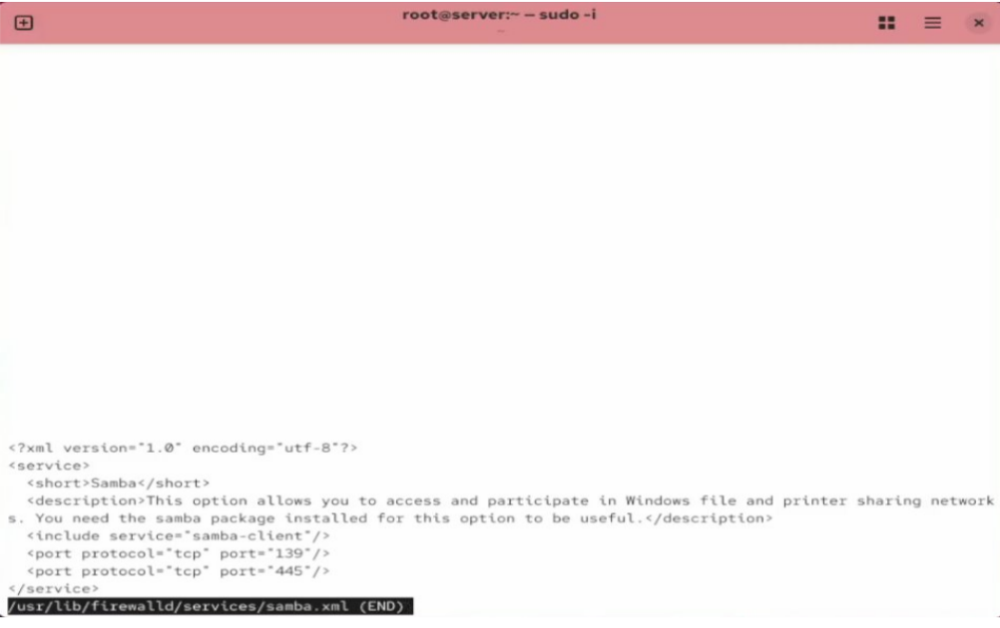 root@server:~ — sudo -i
<?xml version="1.0" encoding="utf-8"?>
<service>
  <short>Samba</short>
  <description>This option allows you to access and participate in Windows file and printer sharing network
s. You need the samba package installed for this option to be useful.</description>
  <include service="samba-client"/>
  <port protocol="tcp" port="139"/>
  <port protocol="tcp" port="445"/>
</service>
/usr/lib/firewalld/services/samba.xml (END)